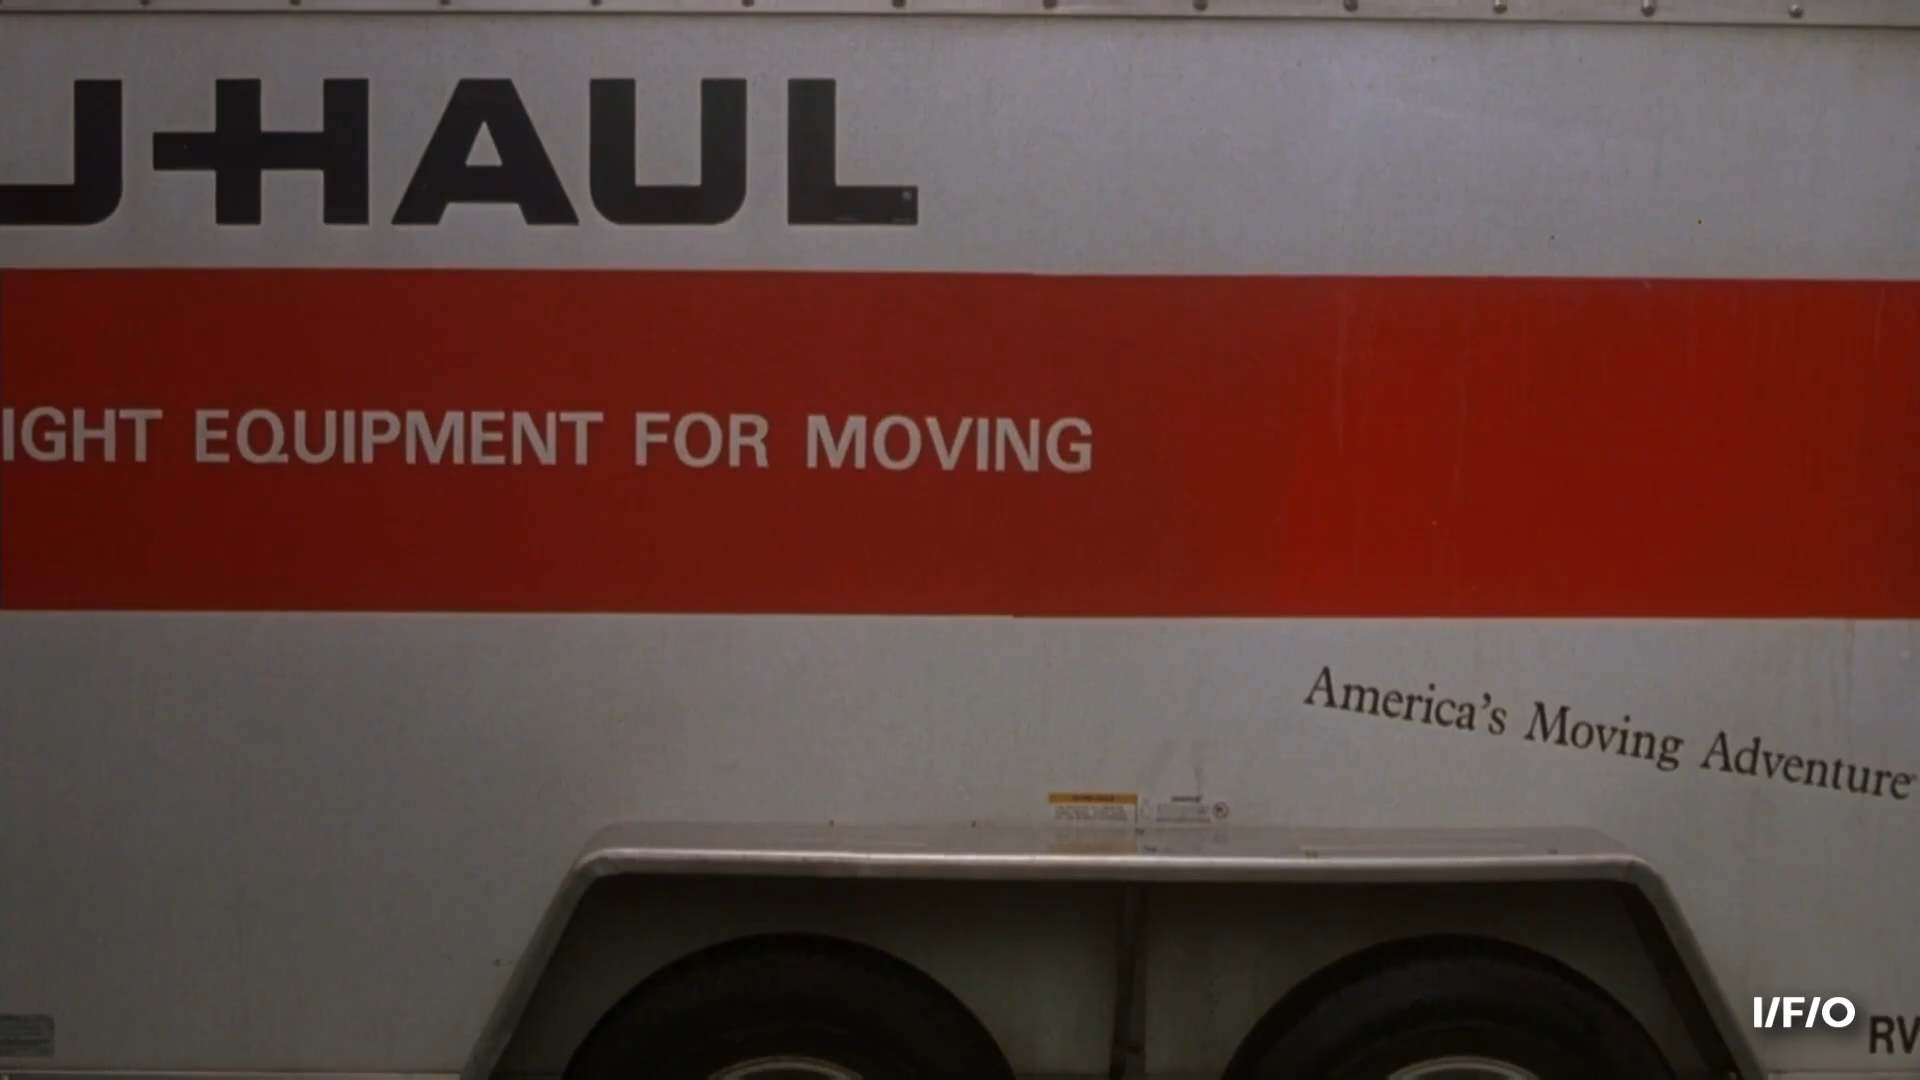 U-HAUL
IGHT EQUIPMENT FOR MOVING
America's Moving Adventure
I/F/O
RV